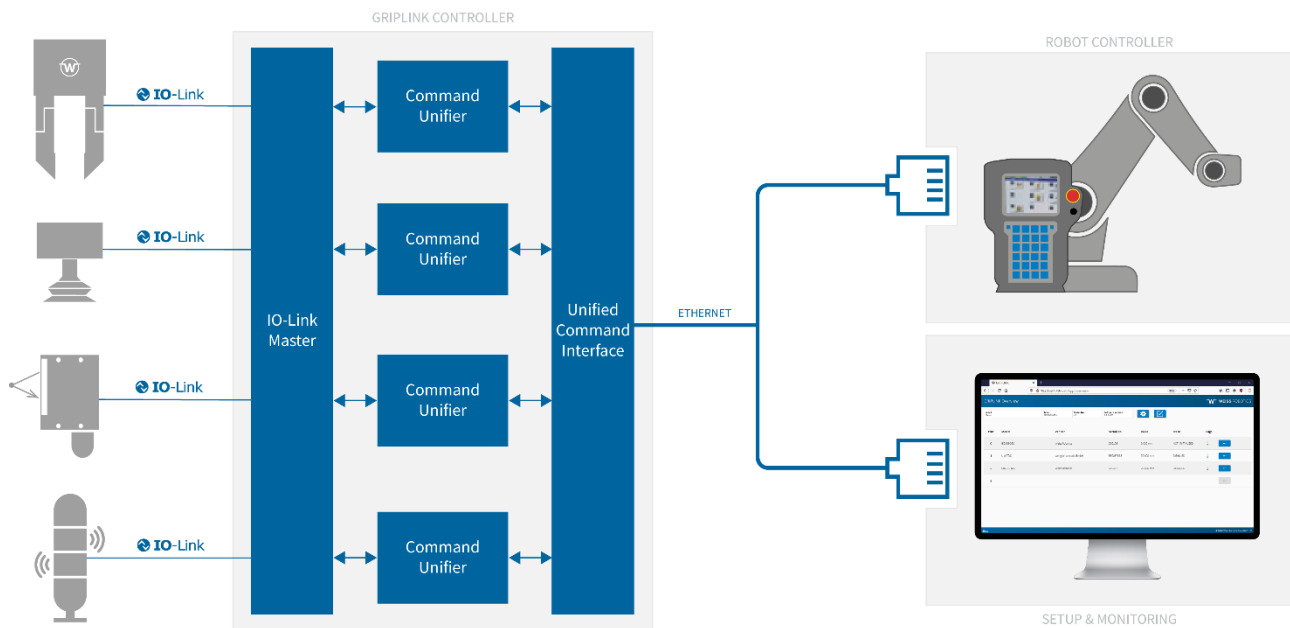 GRIPLINK CONTROLLER
ROBOT CONTROLLER
W
IO-Link
IO-Link
IO-Link
IO-Link
IO-Link
Master
Command
Unifier
Command
Unifier
Command
Unifier
Command
Unifier
Unified
Command
Interface
ETHERNET
WEISS ROBOTICS
SETUP & MONITORING